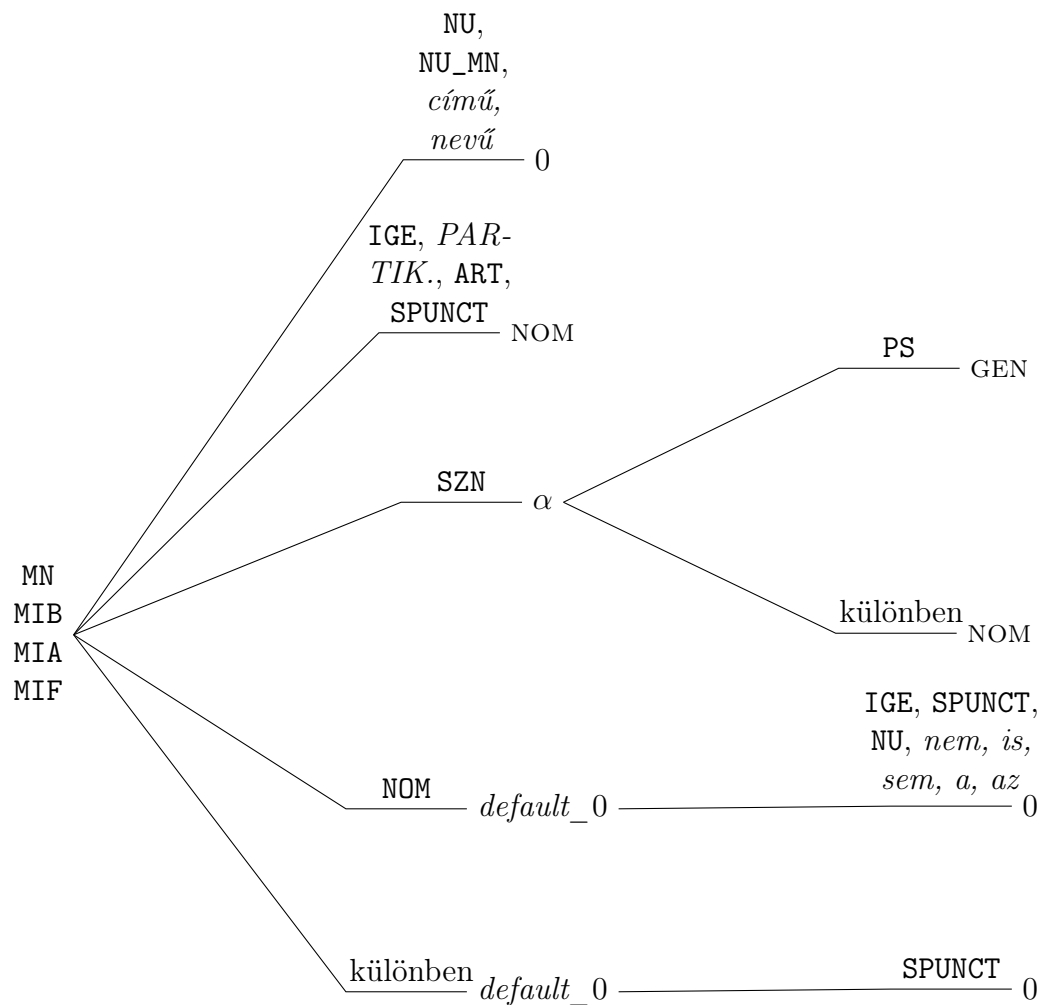 NU,
NU_MN,
című,
nevű
0
IGE, PAR-
TIK., ART,
SPUNCT
NOM
PS
GEN
SZN
α
különben
NOM
MN
MIB
MIA
MIF
IGE, SPUNCT,
NU, nem, is,
sem, a, az
0
NOM
default_0
különben
default_0
SPUNCT
0